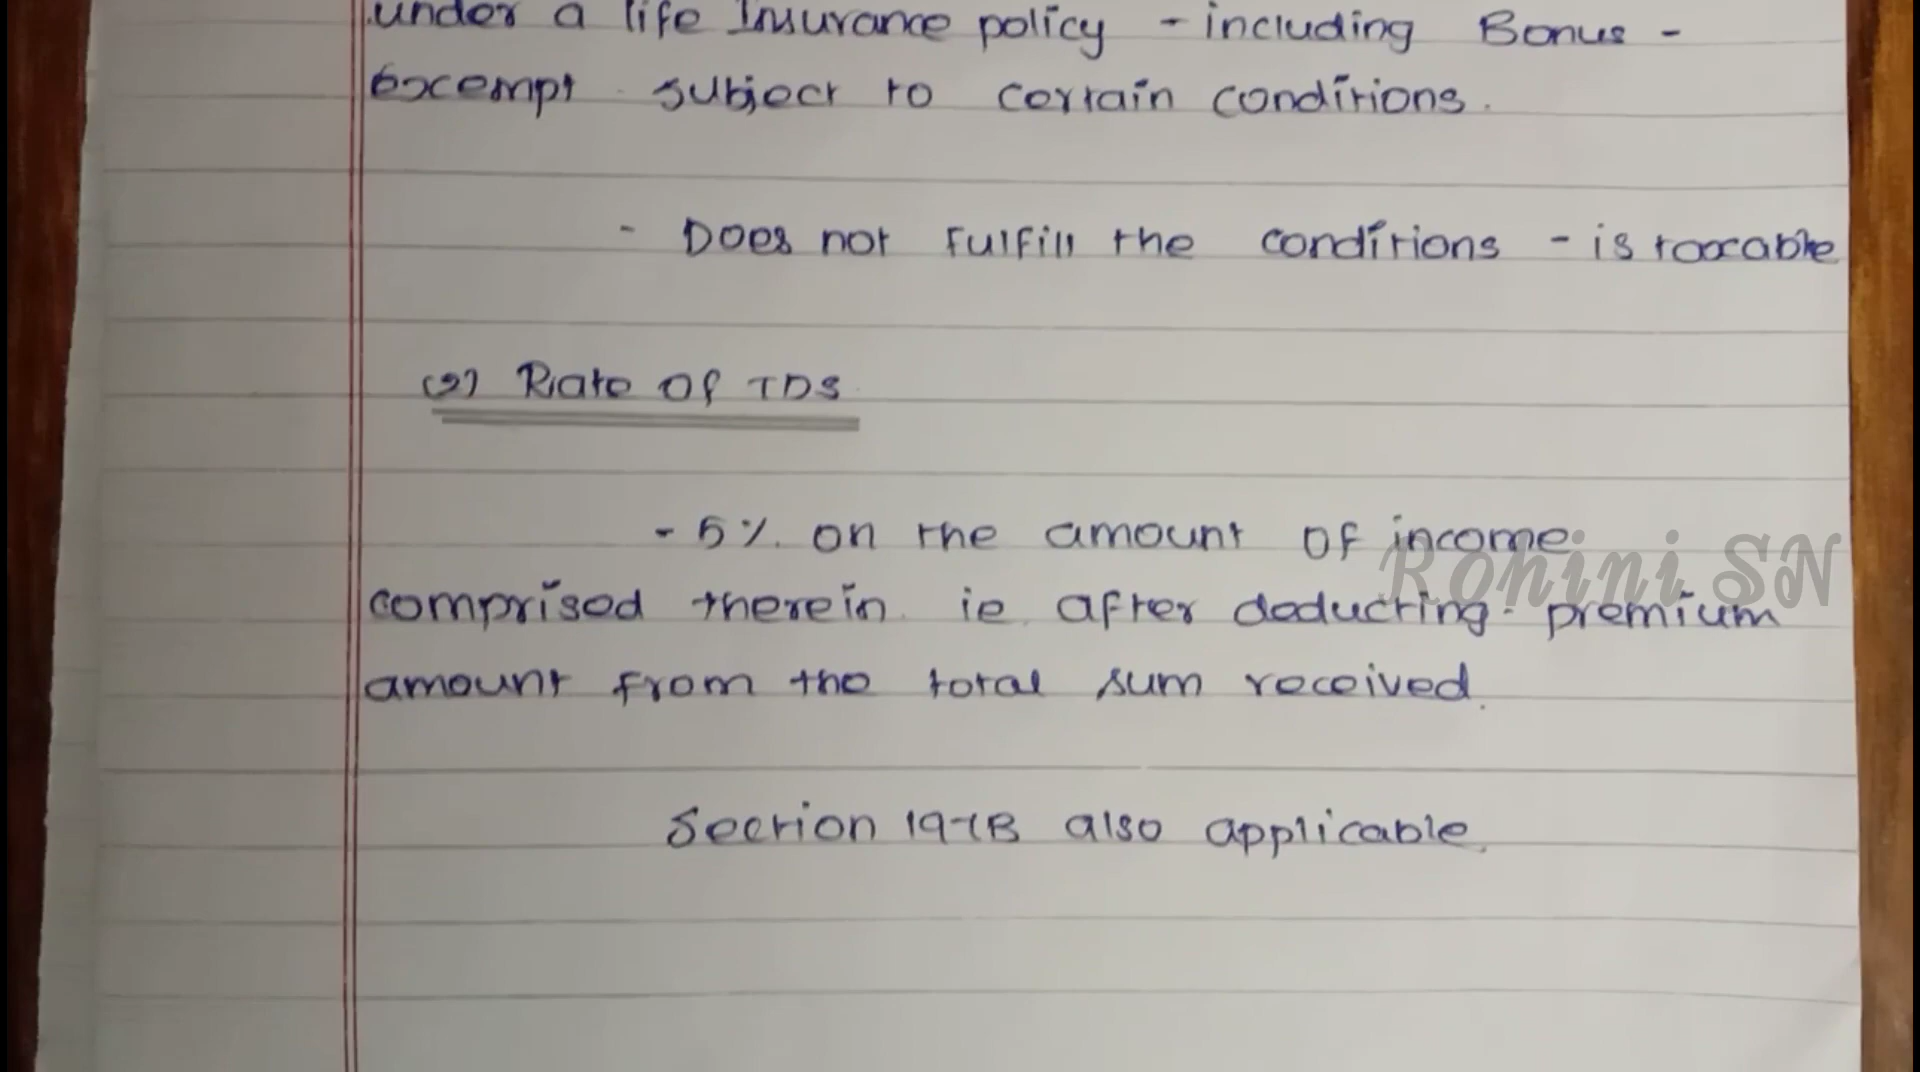 under a life Insurance policy - including Bonus -
exempt subject to certain conditions.
- Does not fulfill the conditions - is taxable
(2) Rate of TDS
- 5% on the amount of income
Rohini SN
comprised therein ie after deducting premium
amount from the total sum received.
Section 197B also applicable.